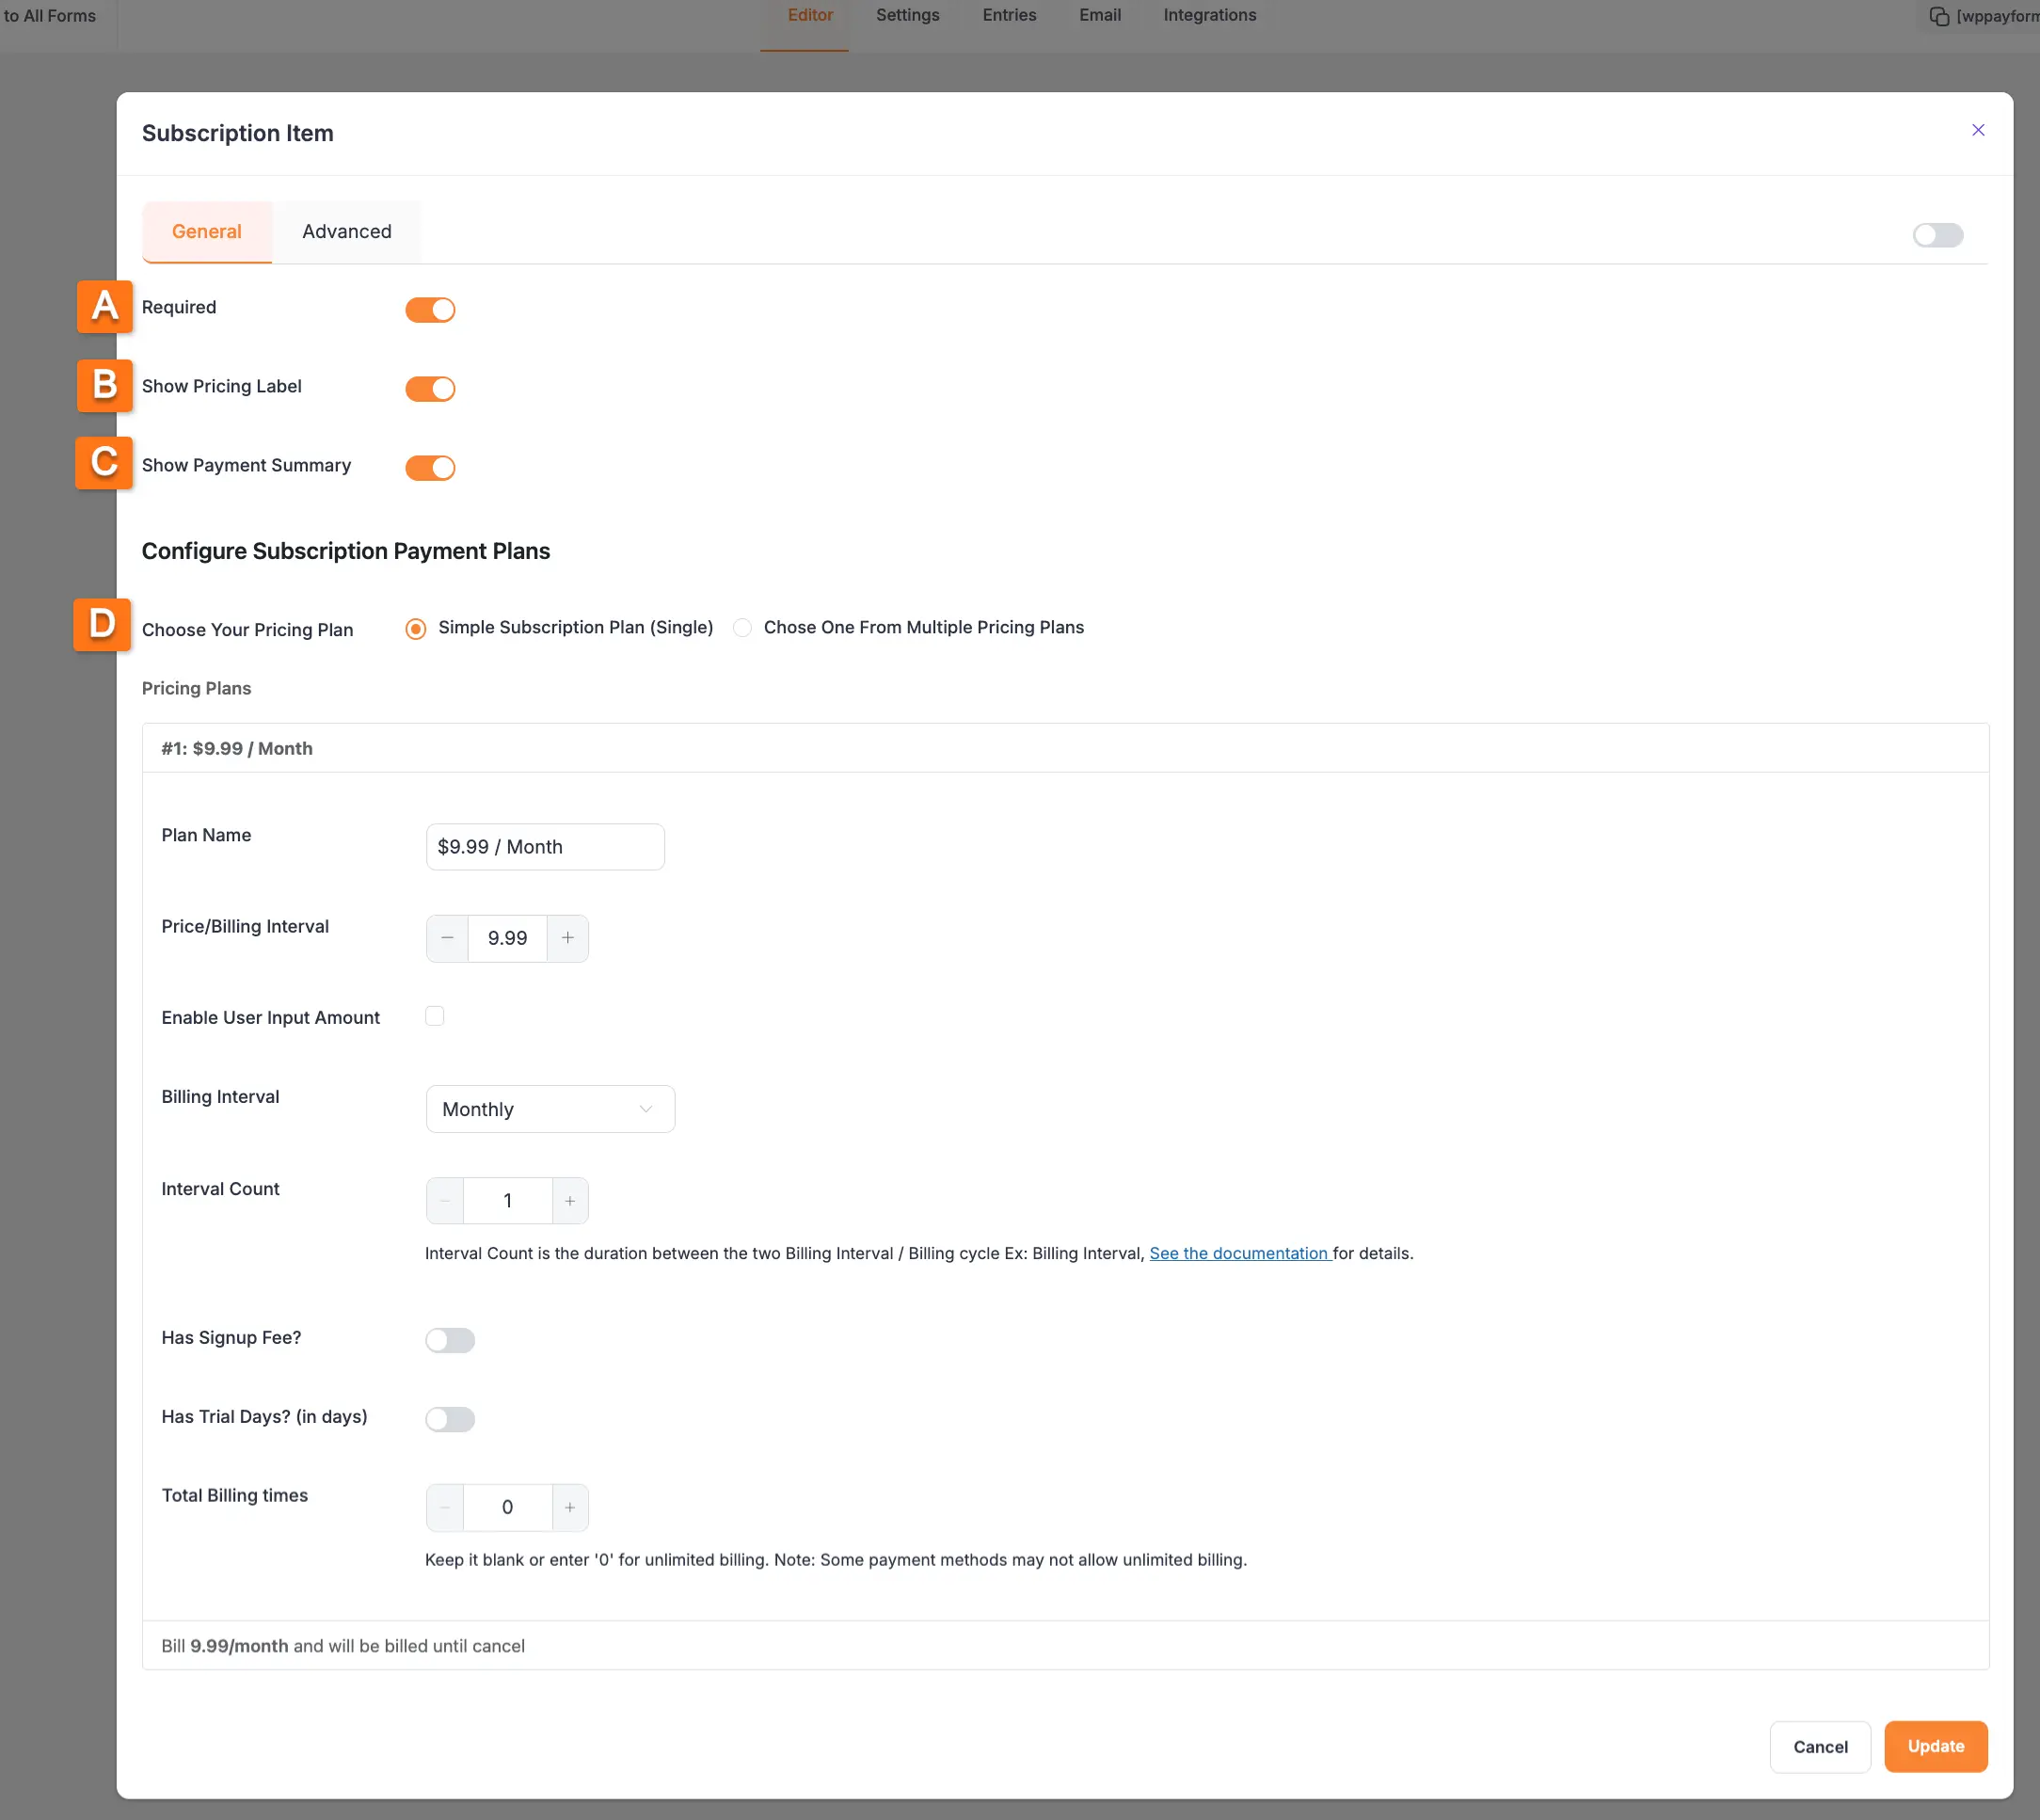 to All Forms
Editor
Settings
Entries
Email
Integrations
[wppayform
Subscription Item
General
Advanced
A
Required
B
Show Pricing Label
C
Show Payment Summary
Configure Subscription Payment Plans
D
Choose Your Pricing Plan
Simple Subscription Plan (Single)
Chose One From Multiple Pricing Plans
Pricing Plans
#1: $9.99 / Month
Plan Name
$9.99 / Month
Price/Billing Interval
− 9.99 +
Enable User Input Amount
Billing Interval
Monthly
Interval Count
− 1 +
Interval Count is the duration between the two Billing Interval / Billing cycle Ex: Billing Interval, See the documentation for details.
Has Signup Fee?
Has Trial Days? (in days)
Total Billing times
− 0 +
Keep it blank or enter '0' for unlimited billing. Note: Some payment methods may not allow unlimited billing.
Bill 9.99/month and will be billed until cancel
Cancel
Update